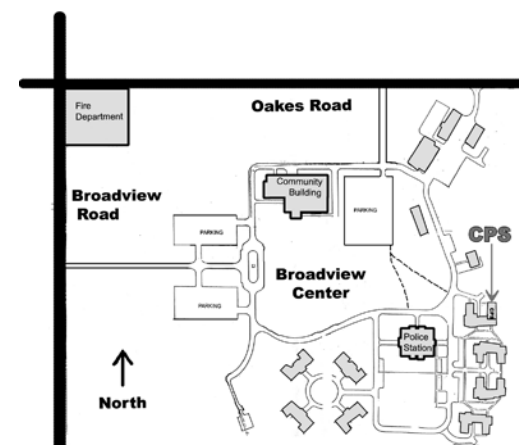 Fire
Department
Oakes Road
Community
Building
Broadview
Road
PARKING
PARKING
CPS
Broadview
Center
PARKING
Police
Station
North